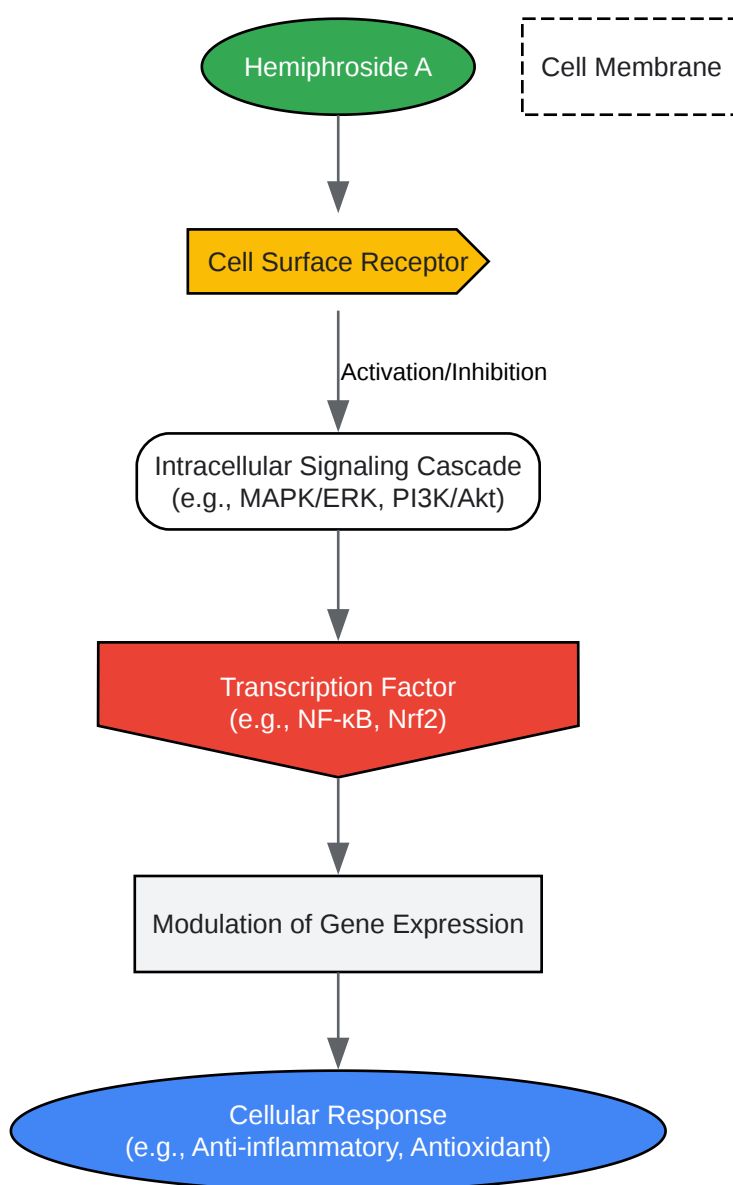 Hemiphroside A
Cell Membrane
Cell Surface Receptor
Activation/Inhibition
Intracellular Signaling Cascade
(e.g., MAPK/ERK, PI3K/Akt)
Transcription Factor
(e.g., NF-κB, Nrf2)
Modulation of Gene Expression
Cellular Response
(e.g., Anti-inflammatory, Antioxidant)